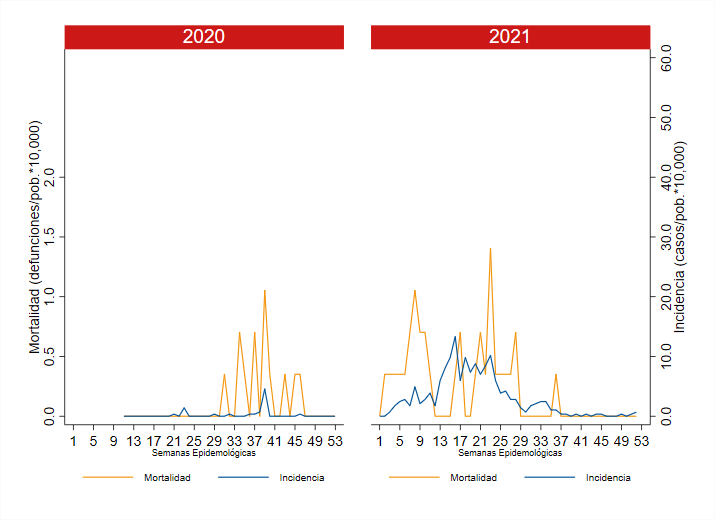 2020 2021
Mortalidad (defunciones/pob.*10,000)
0.0 0.5 1.0 1.5 2.0
Incidencia (casos/pob.*10,000)
0.0 10.0 20.0 30.0 40.0 50.0 60.0
1 5 9 13 17 21 25 29 33 37 41 45 49 53
1 5 9 13 17 21 25 29 33 37 41 45 49 53
Semanas Epidemológicas Semanas Epidemológicas
Mortalidad Incidencia Mortalidad Incidencia